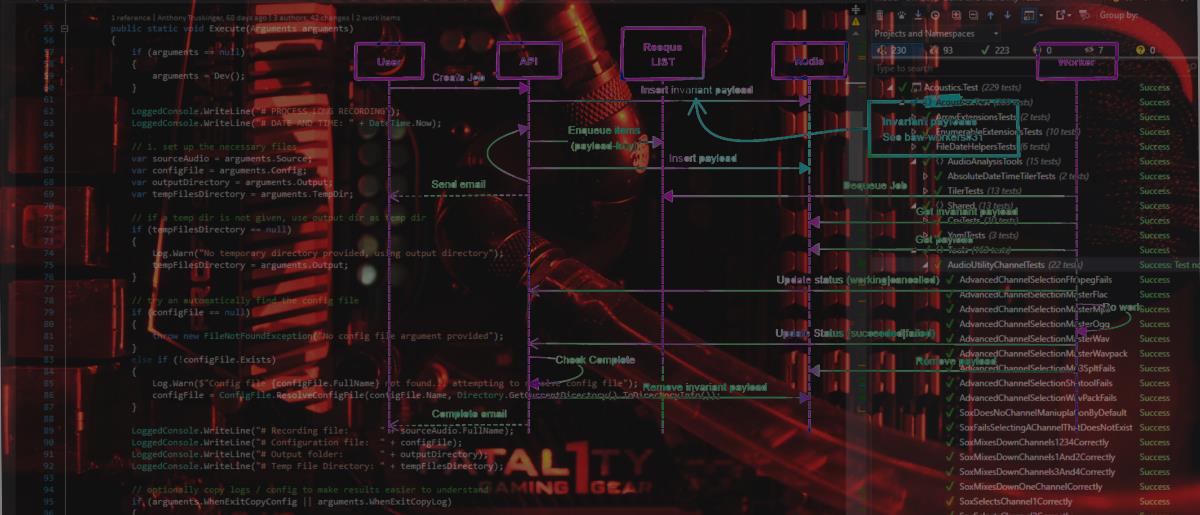 54
1 reference | Anthony Truskinger, 60 days ago | 3 authors, 42 changes | 2 work items
55 public static void Execute(Arguments arguments)
56 {
57 if (arguments == null)
58 {
59 arguments = Dev();
60 }
61
62 LoggedConsole.WriteLine("# PROCESS LONG RECORDING");
63 LoggedConsole.WriteLine("# DATE AND TIME: " + DateTime.Now);
64
65 // 1. set up the necessary files
66 var sourceAudio = arguments.Source;
67 var configFile = arguments.Config;
68 var outputDirectory = arguments.Output;
69 var tempFilesDirectory = arguments.TempDir;
70
71 // if a temp dir is not given, use output dir as temp dir
72 if (tempFilesDirectory == null)
73 {
74 Log.Warn("No temporary directory provided, using output directory");
75 tempFilesDirectory = arguments.Output;
76 }
77
78 // try an automatically find the config file
79 if (configFile == null)
80 {
81 throw new FileNotFoundException("No config file argument provided");
82 }
83 else if (!configFile.Exists)
84 {
85 Log.Warn($"Config file {configFile.FullName} not found... attempting to resolve config file");
86 configFile = ConfigFile.ResolveConfigFile(configFile.Name, Directory.GetCurrentDirectory().ToDirectoryInfo());
87 }
88
89 LoggedConsole.WriteLine("# Recording file: " + sourceAudio.FullName);
90 LoggedConsole.WriteLine("# Configuration file: " + configFile);
91 LoggedConsole.WriteLine("# Output folder: " + outputDirectory);
92 LoggedConsole.WriteLine("# Temp File Directory: " + tempFilesDirectory);
93
94 // optionally copy logs / config to make results easier to understand
95 if (arguments.WhenExitCopyConfig || arguments.WhenExitCopyLog)
96 {
User
API
Resque
LIST
Redis
Worker
Create Job
Insert invariant payload
Enqueue items
(payload-key)
Insert payload
Send email
Dequeue Job
Get invariant payload
Get payload
Update status (working|cancelled)
Do work
Update Status (succeeded|failed)
Check Complete
Remove payload
Remove invariant payload
Complete email
Invariant payloads
See baw-workers#31
FATAL1TY
GAMING GEAR
Group by:
Projects and Namespaces
230 93 223 0 7 0
Type to search
Acoustics.Test (229 tests) Success
Success
ArrayExtensionsTests (2 tests) Success
EnumerableExtensionsTests (10 tests) Success
FileDateHelpersTests (6 tests) Success
AudioAnalysisTools (15 tests) Success
AbsoluteDateTimeTilerTests (2 tests) Success
TilerTests (13 tests) Success
Shared (13 tests) Success
CsvTests Success
YamlTests (3 tests) Success
Tools Success
AudioUtilityChannelTests (22 tests) Success: Test no
AdvancedChannelSelectionFfmpegFails Success
AdvancedChannelSelectionMasterFlac Success
Success
AdvancedChannelSelectionMasterOgg Success
AdvancedChannelSelectionMasterWav Success
AdvancedChannelSelectionMasterWavpack Success
AdvancedChannelSelectionMp3SpltFails Success
AdvancedChannelSelectionShntoolFails Success
AdvancedChannelSelectionWavPackFails Success
SoxDoesNoChannelManiuplationByDefault Success
SoxFailsSelectingAChannelThatDoesNotExist Success
SoxMixesDownChannels1234Correctly Success
SoxMixesDownChannels1And2Correctly Success
SoxMixesDownChannels3And4Correctly Success
SoxMixesDownOneChannelCorrectly Success
SoxSelectsChannel1Correctly Success
SoxSelectsChannel2Correctly Success